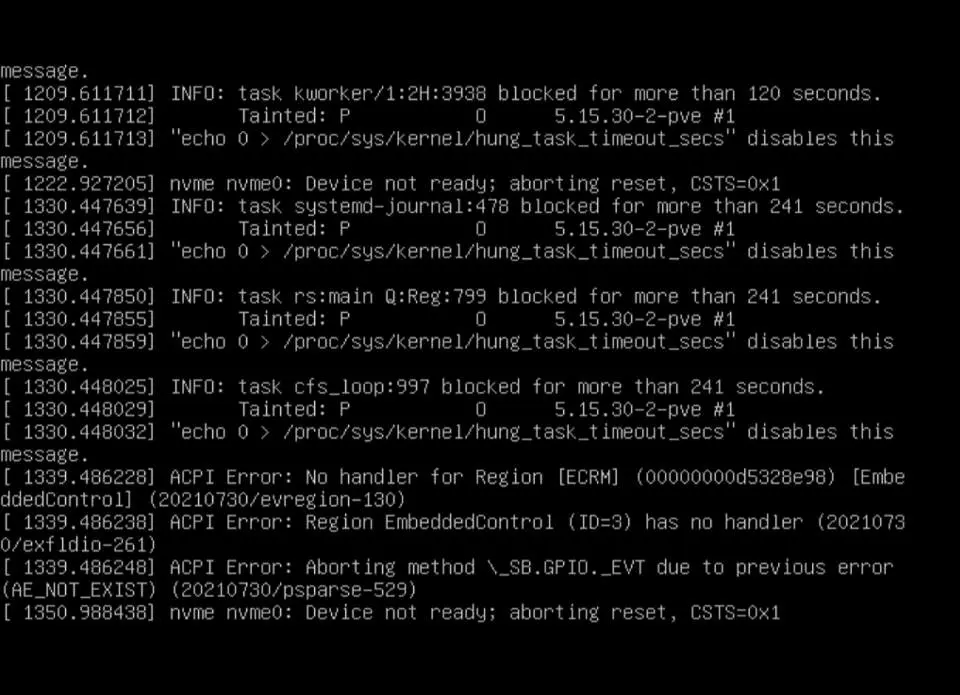 message.
[ 1209.611711] INFO: task kworker/1:2H:3938 blocked for more than 120 seconds.
[ 1209.611712]       Tainted: P           O      5.15.30-2-pve #1
[ 1209.611713] "echo 0 > /proc/sys/kernel/hung_task_timeout_secs" disables this
message.
[ 1222.927205] nvme nvme0: Device not ready; aborting reset, CSTS=0x1
[ 1330.447639] INFO: task systemd-journal:478 blocked for more than 241 seconds.
[ 1330.447656]       Tainted: P           O      5.15.30-2-pve #1
[ 1330.447661] "echo 0 > /proc/sys/kernel/hung_task_timeout_secs" disables this
message.
[ 1330.447850] INFO: task rs:main Q:Reg:799 blocked for more than 241 seconds.
[ 1330.447855]       Tainted: P           O      5.15.30-2-pve #1
[ 1330.447859] "echo 0 > /proc/sys/kernel/hung_task_timeout_secs" disables this
message.
[ 1330.448025] INFO: task cfs_loop:997 blocked for more than 241 seconds.
[ 1330.448029]       Tainted: P           O      5.15.30-2-pve #1
[ 1330.448032] "echo 0 > /proc/sys/kernel/hung_task_timeout_secs" disables this
message.
[ 1339.486228] ACPI Error: No handler for Region [ECRM] (00000000d5328e98) [Embe
ddedControl] (20210730/evregion-130)
[ 1339.486238] ACPI Error: Region EmbeddedControl (ID=3) has no handler (2021073
0/exfldio-261)
[ 1339.486248] ACPI Error: Aborting method \_SB.GPIO._EVT due to previous error
(AE_NOT_EXIST) (20210730/psparse-529)
[ 1350.988438] nvme nvme0: Device not ready; aborting reset, CSTS=0x1